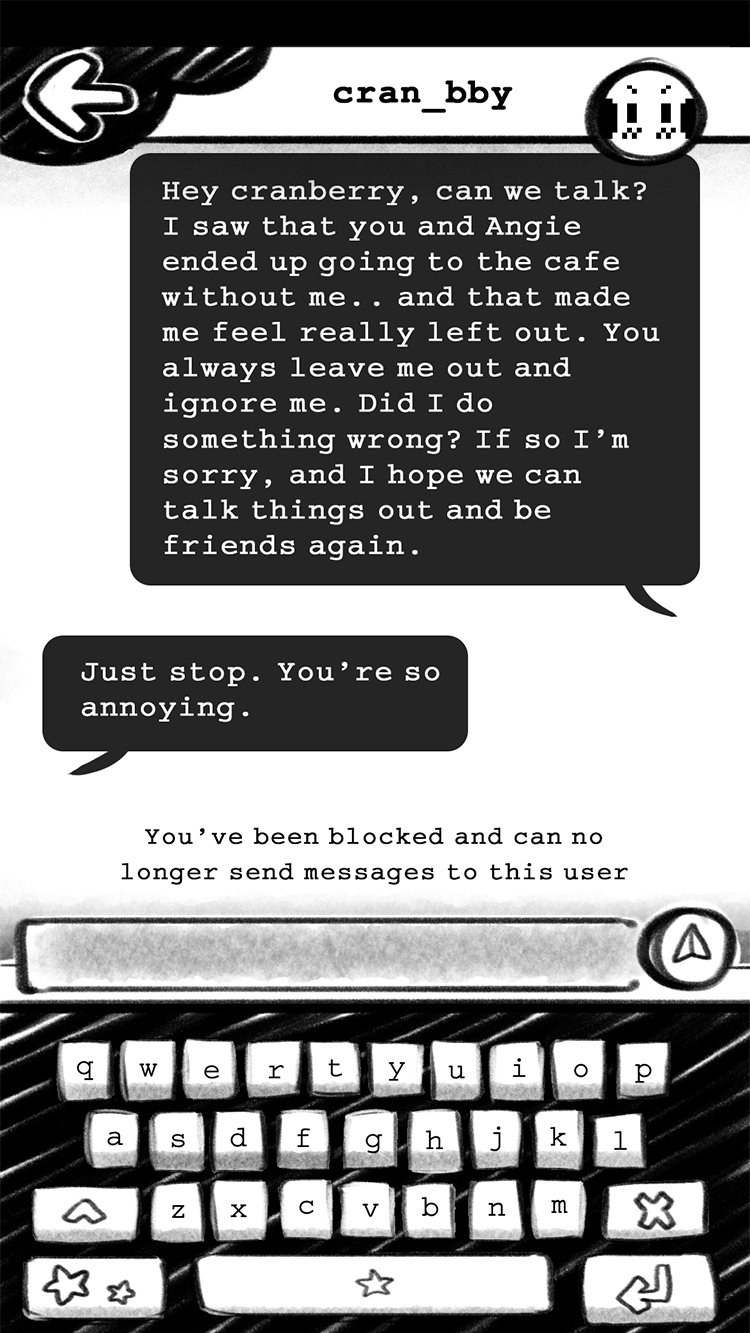 cran_bby
Hey cranberry, can we talk?
I saw that you and Angie
ended up going to the cafe
without me.. and that made
me feel really left out. You
always leave me out and
ignore me. Did I do
something wrong? If so I’m
sorry, and I hope we can
talk things out and be
friends again.
Just stop. You’re so
annoying.
You’ve been blocked and can no
longer send messages to this user
q w e r t y u i o p
a s d f g h j k l
z x c v b n m